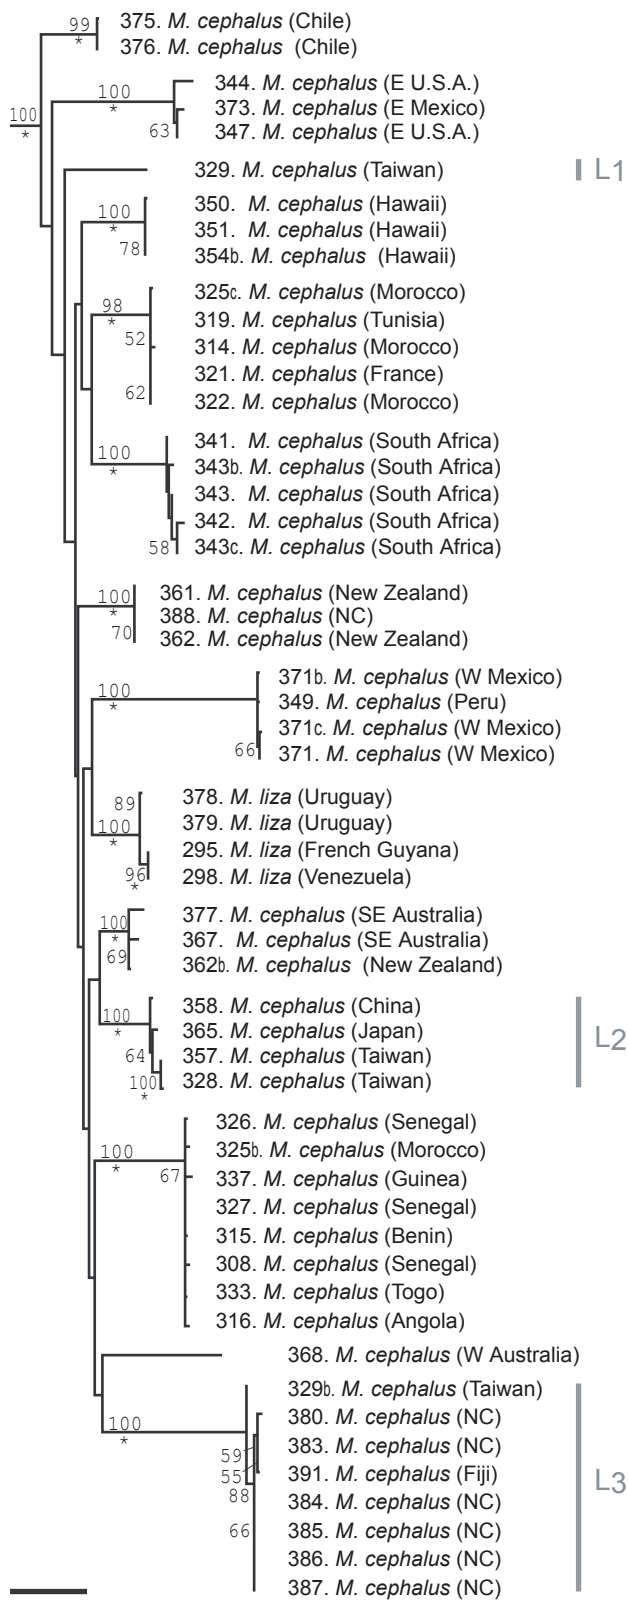 99
*
375. M. cephalus (Chile)
376. M. cephalus (Chile)
100
*
100
*
63
344. M. cephalus (E U.S.A.)
373. M. cephalus (E Mexico)
347. M. cephalus (E U.S.A.)
329. M. cephalus (Taiwan)
L1
100
*
78
350. M. cephalus (Hawaii)
351. M. cephalus (Hawaii)
354b. M. cephalus (Hawaii)
98
*
52
62
325c. M. cephalus (Morocco)
319. M. cephalus (Tunisia)
314. M. cephalus (Morocco)
321. M. cephalus (France)
322. M. cephalus (Morocco)
100
*
58
341. M. cephalus (South Africa)
343b. M. cephalus (South Africa)
343. M. cephalus (South Africa)
342. M. cephalus (South Africa)
343c. M. cephalus (South Africa)
100
*
70
361. M. cephalus (New Zealand)
388. M. cephalus (NC)
362. M. cephalus (New Zealand)
100
*
66
371b. M. cephalus (W Mexico)
349. M. cephalus (Peru)
371c. M. cephalus (W Mexico)
371. M. cephalus (W Mexico)
89
100
*
96
*
378. M. liza (Uruguay)
379. M. liza (Uruguay)
295. M. liza (French Guyana)
298. M. liza (Venezuela)
100
*
69
377. M. cephalus (SE Australia)
367. M. cephalus (SE Australia)
362b. M. cephalus (New Zealand)
100
*
64
100
*
358. M. cephalus (China)
365. M. cephalus (Japan)
357. M. cephalus (Taiwan)
328. M. cephalus (Taiwan)
L2
100
*
67
326. M. cephalus (Senegal)
325b. M. cephalus (Morocco)
337. M. cephalus (Guinea)
327. M. cephalus (Senegal)
315. M. cephalus (Benin)
308. M. cephalus (Senegal)
333. M. cephalus (Togo)
316. M. cephalus (Angola)
368. M. cephalus (W Australia)
100
*
59
55
88
66
329b. M. cephalus (Taiwan)
380. M. cephalus (NC)
383. M. cephalus (NC)
391. M. cephalus (Fiji)
384. M. cephalus (NC)
385. M. cephalus (NC)
386. M. cephalus (NC)
387. M. cephalus (NC)
L3